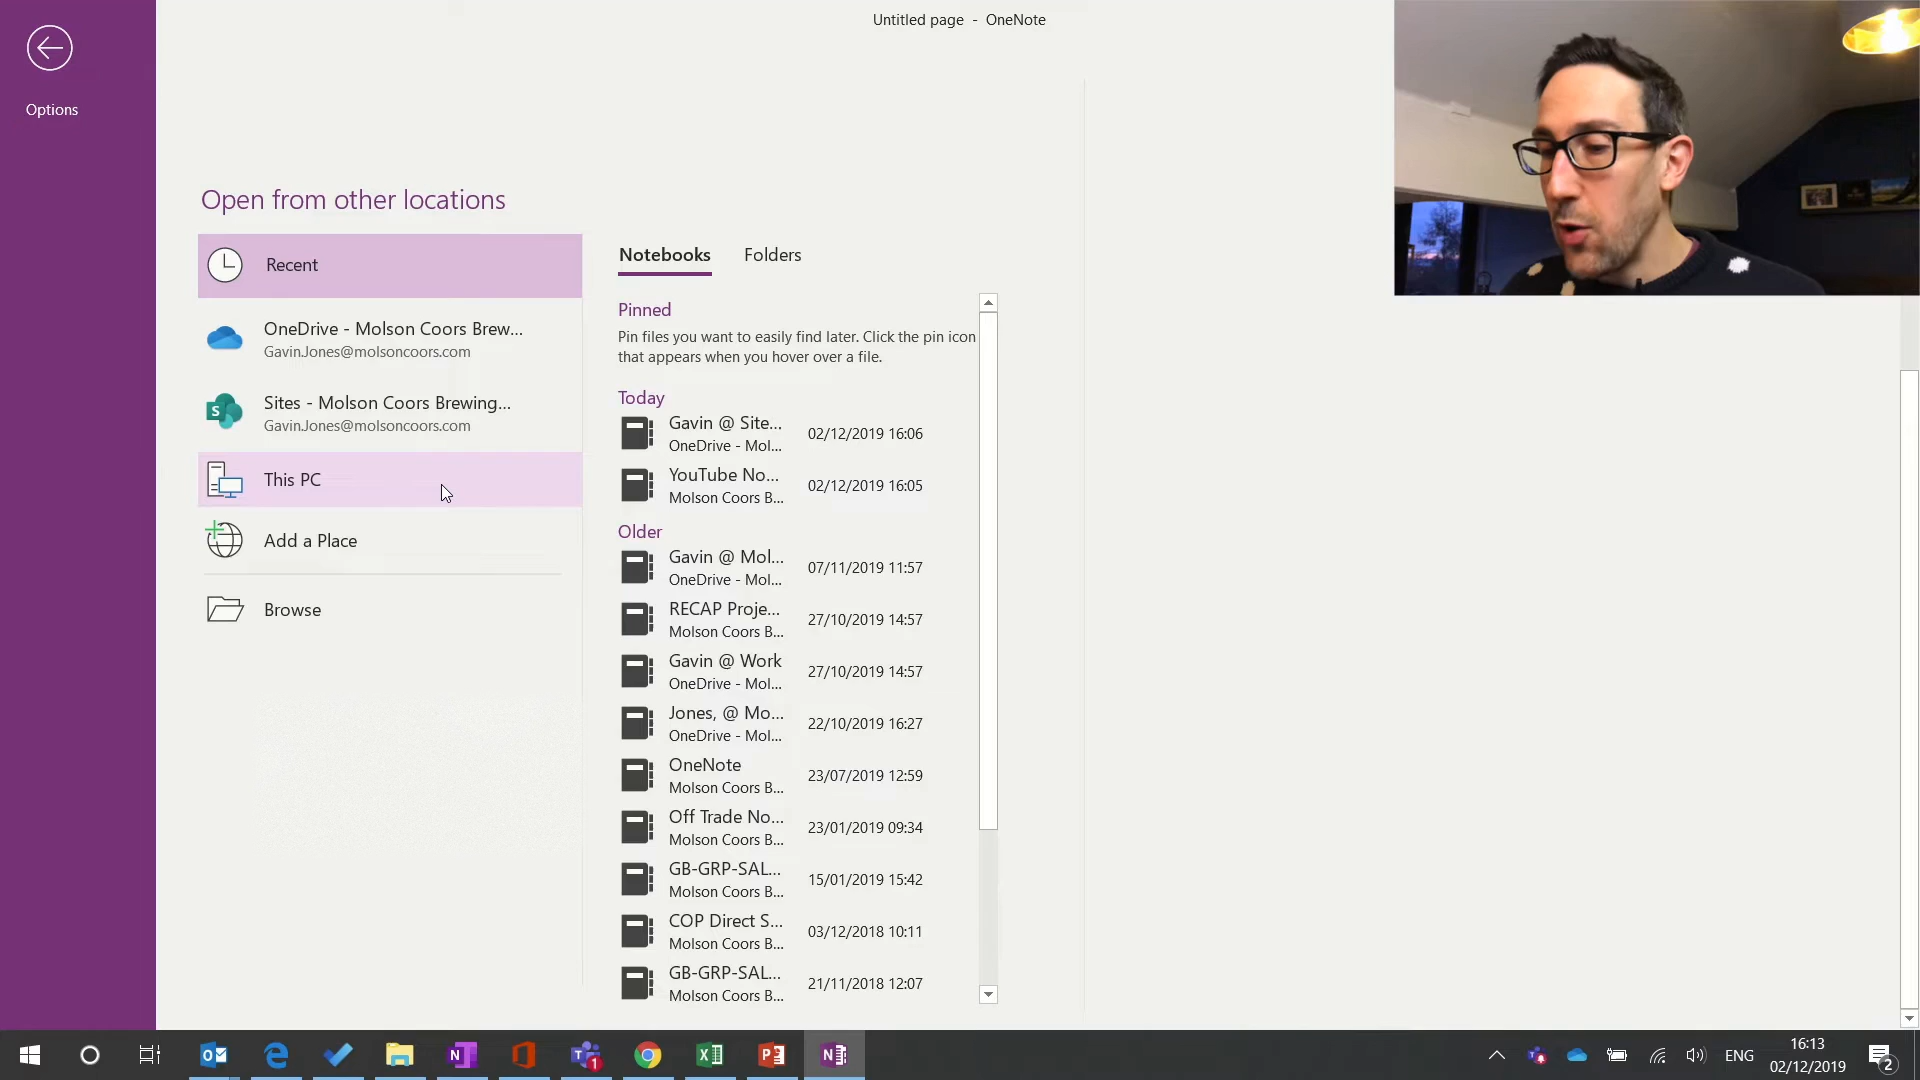 Untitled page - OneNote
Options
Open from other locations
Recent
OneDrive - Molson Coors Brew...
Gavin.Jones@molsoncoors.com
Sites - Molson Coors Brewing...
Gavin.Jones@molsoncoors.com
This PC
Add a Place
Browse
Notebooks Folders
Pinned
Pin files you want to easily find later. Click the pin icon
that appears when you hover over a file.
Today
Gavin @ Site...
OneDrive - Mol... 02/12/2019 16:06
YouTube No...
Molson Coors B... 02/12/2019 16:05
Older
Gavin @ Mol...
OneDrive - Mol... 07/11/2019 11:57
RECAP Proje...
Molson Coors B... 27/10/2019 14:57
Gavin @ Work
OneDrive - Mol... 27/10/2019 14:57
Jones, @ Mo...
OneDrive - Mol... 22/10/2019 16:27
OneNote
Molson Coors B... 23/07/2019 12:59
Off Trade No...
Molson Coors B... 23/01/2019 09:34
GB-GRP-SAL...
Molson Coors B... 15/01/2019 15:42
COP Direct S...
Molson Coors B... 03/12/2018 10:11
GB-GRP-SAL...
Molson Coors B... 21/11/2018 12:07
ENG
16:13
02/12/2019
2